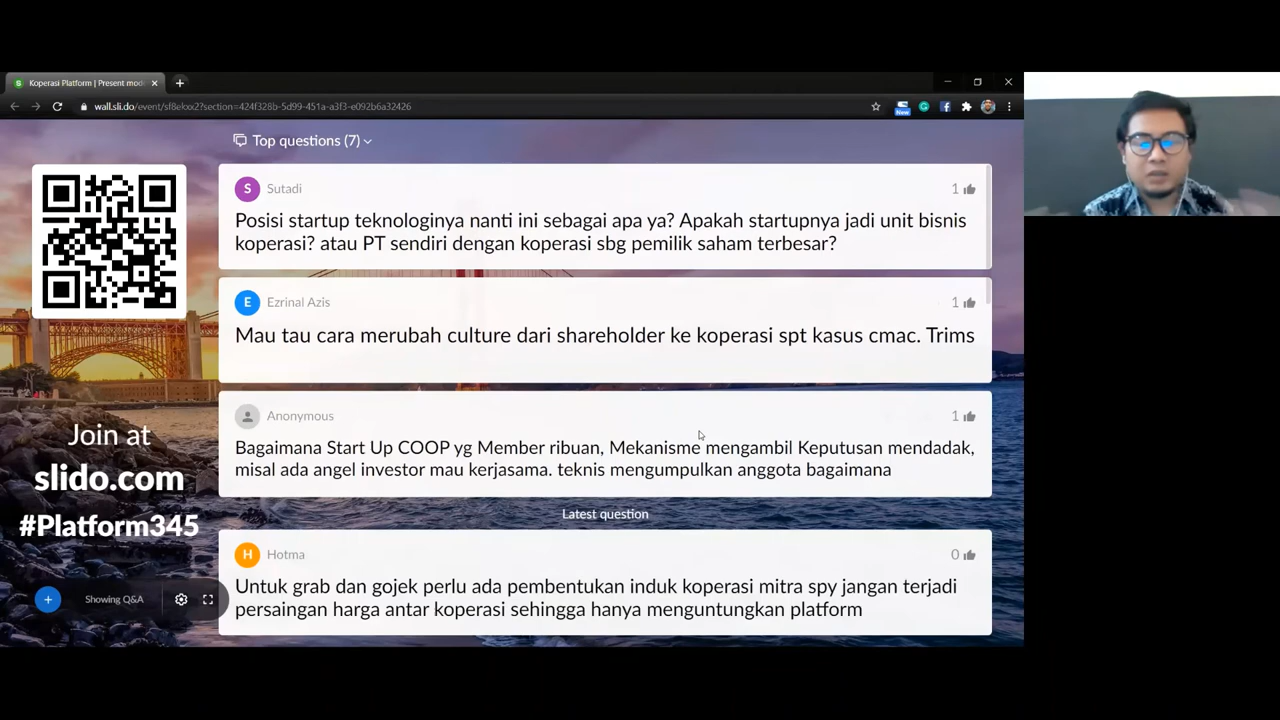 Koperasi Platform | Present mod
wall.sli.do/event/sf8elxx2?section=424f328b-5d99-451a-a3f3-e092b6a32426
New
Top questions (7)
S Sutadi 1
Posisi startup teknologinya nanti ini sebagai apa ya? Apakah startupnya jadi unit bisnis
koperasi? atau PT sendiri dengan koperasi sbg pemilik saham terbesar?
E Ezrinal Azis 1
Mau tau cara merubah culture dari shareholder ke koperasi spt kasus cmac. Trims
Anonymous 1
Bagaimana Start Up COOP yg Member ribuan, Mekanisme mengambil Keputusan mendadak,
misal ada angel investor mau kerjasama. teknis mengumpulkan anggota bagaimana
Latest question
H Hotma 0
Untuk grab dan gojek perlu ada pembentukan induk koperasi mitra spy jangan terjadi
persaingan harga antar koperasi sehingga hanya menguntungkan platform
Join at
slido.com
#Platform345
Showing Q&A